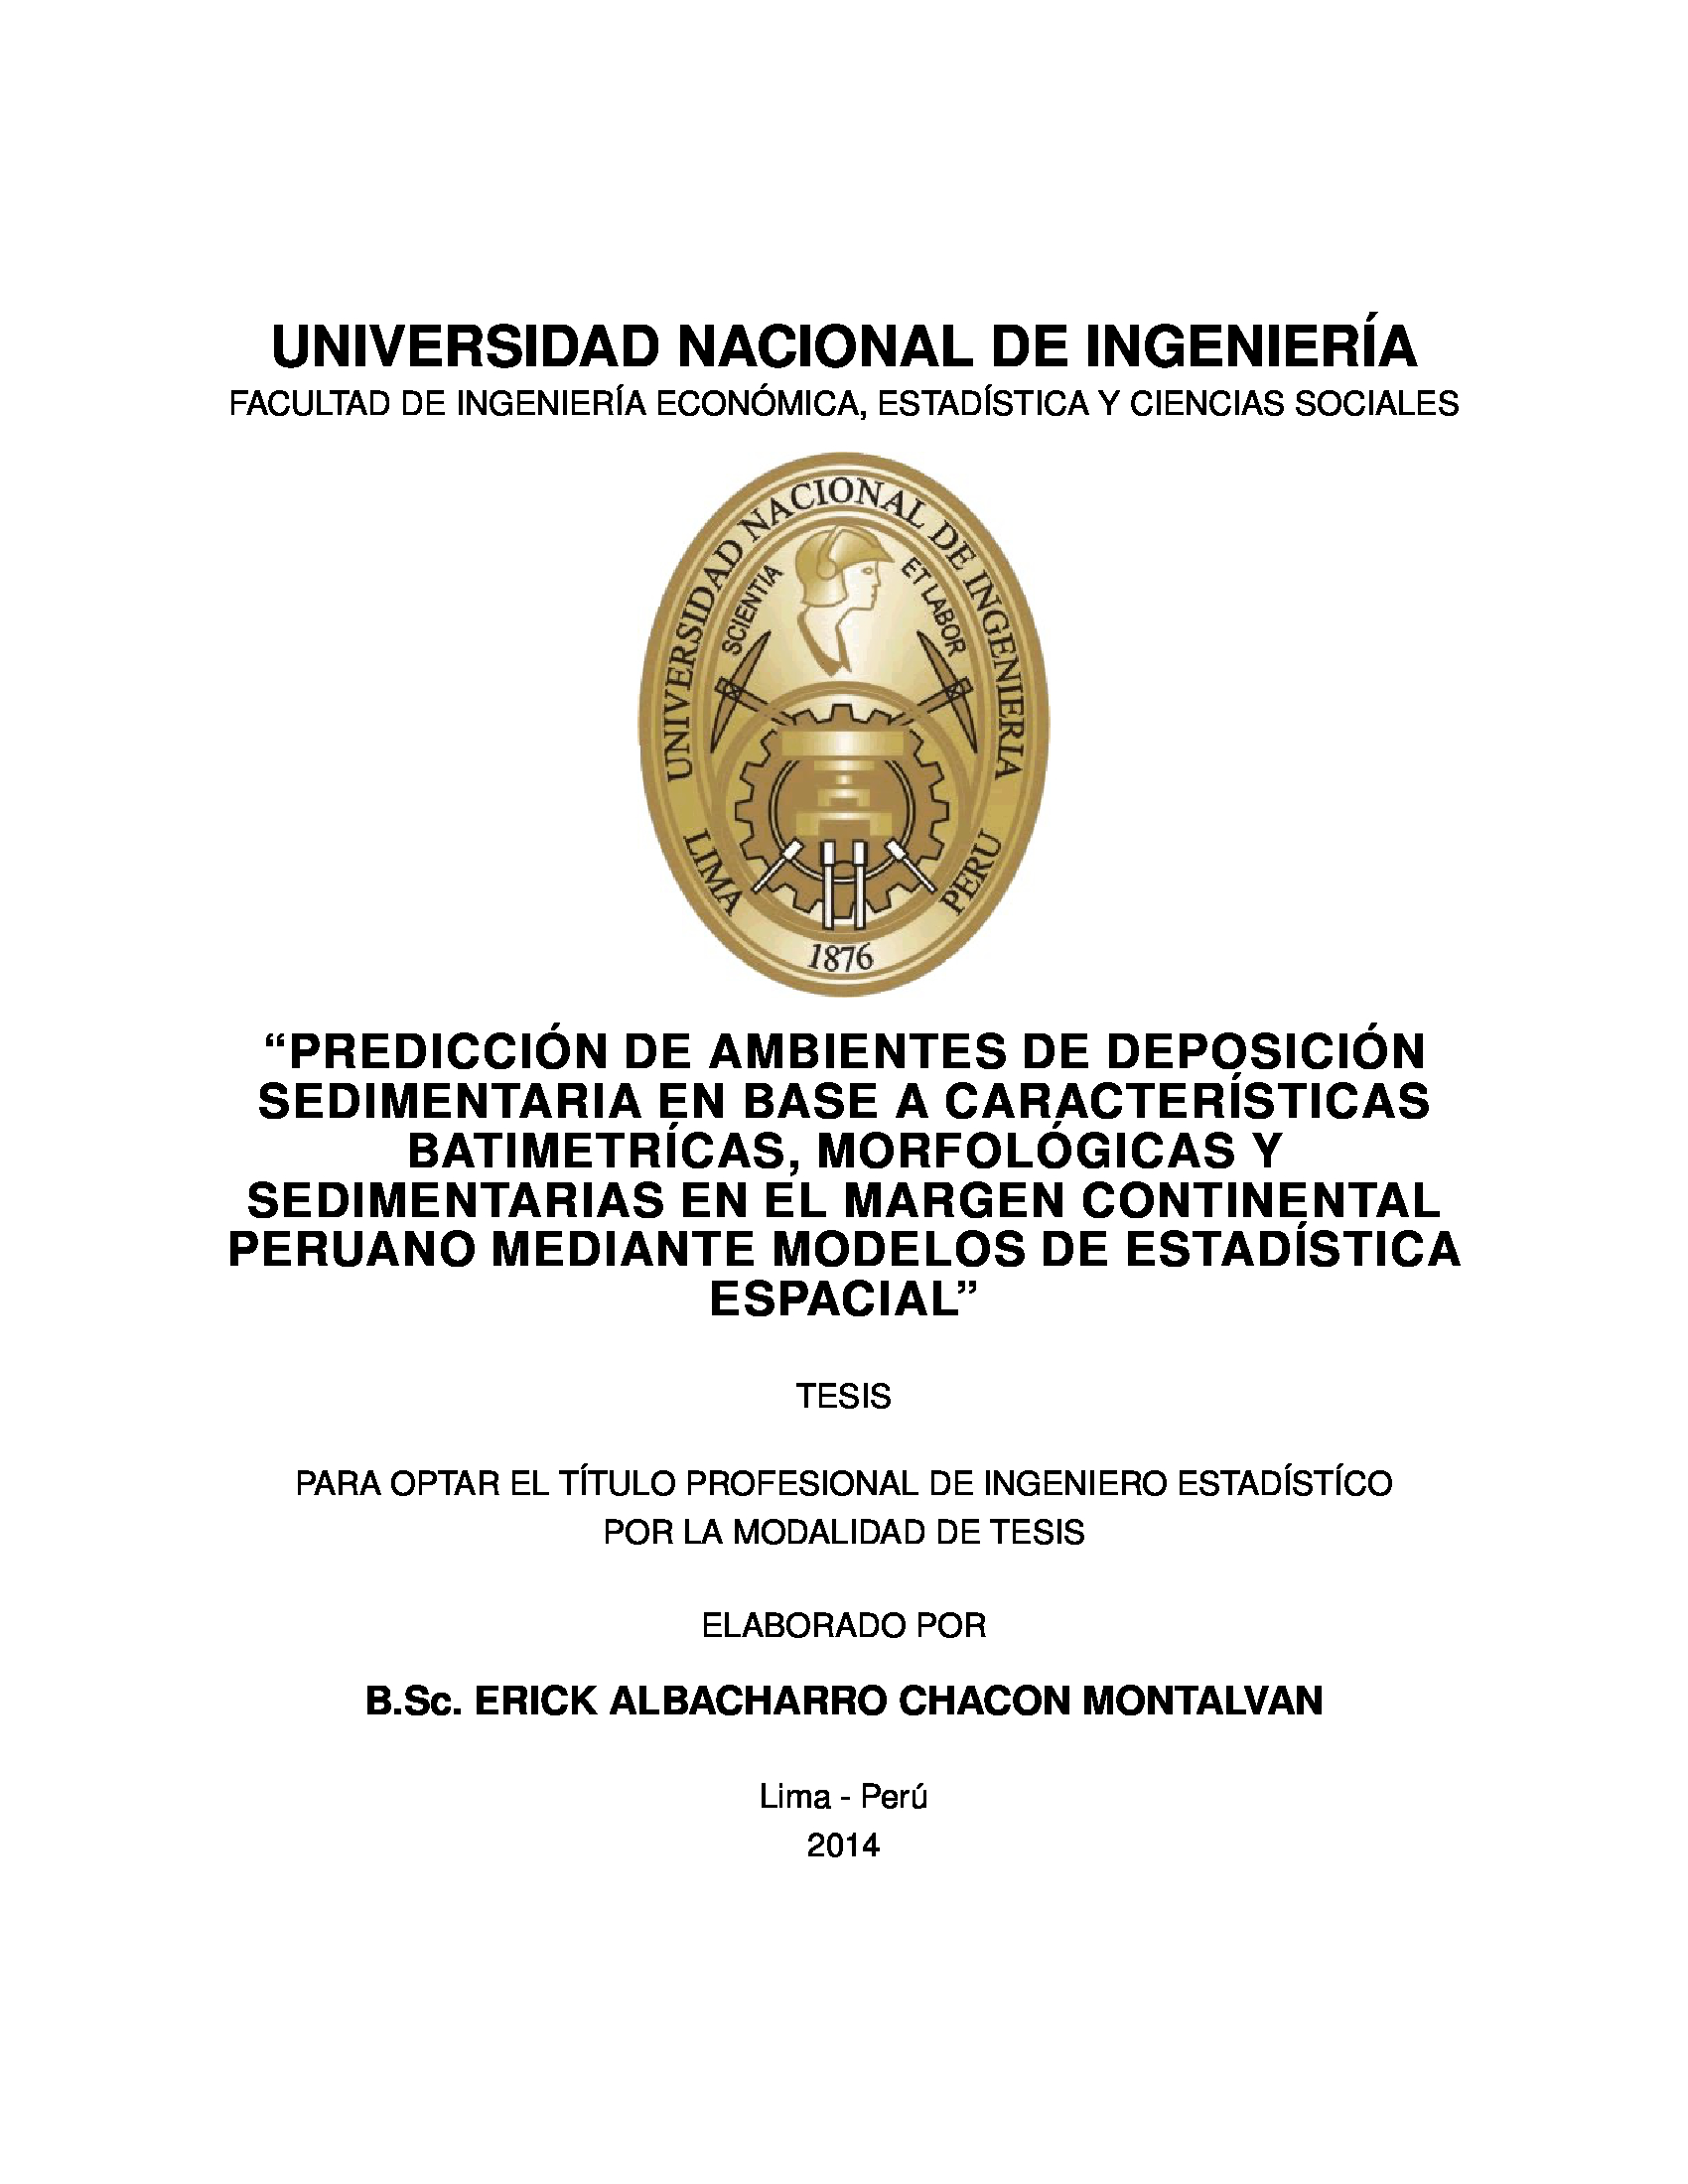 UNIVERSIDAD NACIONAL DE INGENIERÍA
FACULTAD DE INGENIERÍA ECONÓMICA, ESTADÍSTICA Y CIENCIAS SOCIALES
UNIVERSIDAD NACIONAL DE INGENIERIA
SCIENTIA ET LABOR
LIMA PERU
1876
“PREDICCIÓN DE AMBIENTES DE DEPOSICIÓN
SEDIMENTARIA EN BASE A CARACTERÍSTICAS
BATIMETRÍCAS, MORFOLÓGICAS Y
SEDIMENTARIAS EN EL MARGEN CONTINENTAL
PERUANO MEDIANTE MODELOS DE ESTADÍSTICA
ESPACIAL”
TESIS
PARA OPTAR EL TÍTULO PROFESIONAL DE INGENIERO ESTADÍSTÍCO
POR LA MODALIDAD DE TESIS
ELABORADO POR
B.Sc. ERICK ALBACHARRO CHACON MONTALVAN
Lima - Perú
2014